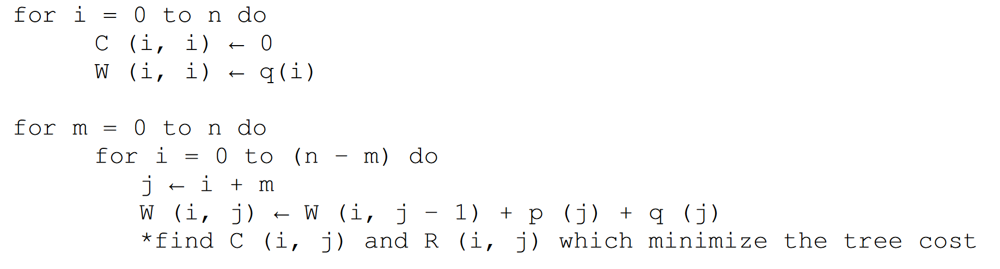 for i = 0 to n do
C (i, i) ← 0
W (i, i) ← q(i)
for m = 0 to n do
for i = 0 to (n − m) do
j ← i + m
W (i, j) ← W (i, j − 1) + p (j) + q (j)
*find C (i, j) and R (i, j) which minimize the tree cost